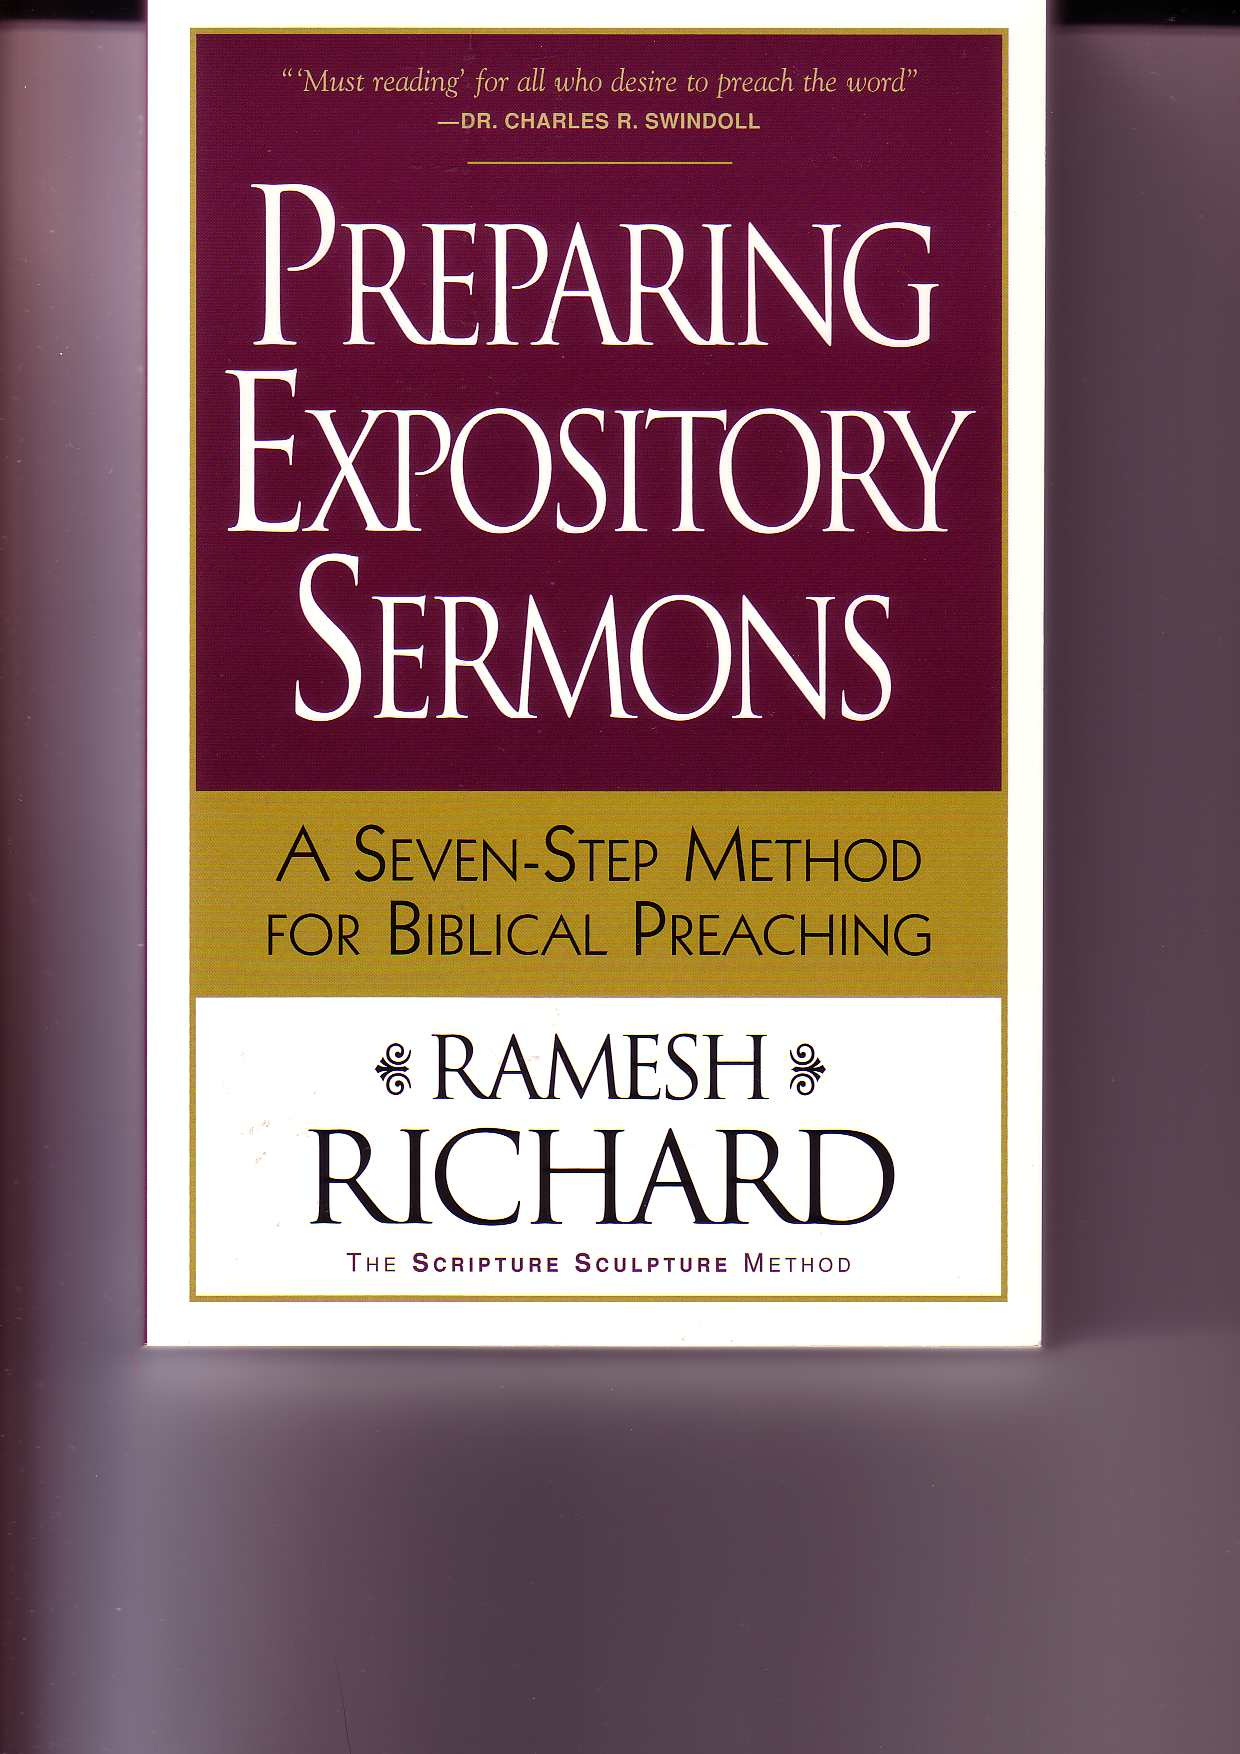 “‘Must reading’ for all who desire to preach the word”
—DR. CHARLES R. SWINDOLL
PREPARING
EXPOSITORY
SERMONS
A SEVEN-STEP METHOD
FOR BIBLICAL PREACHING
RAMESH
RICHARD
THE SCRIPTURE SCULPTURE METHOD